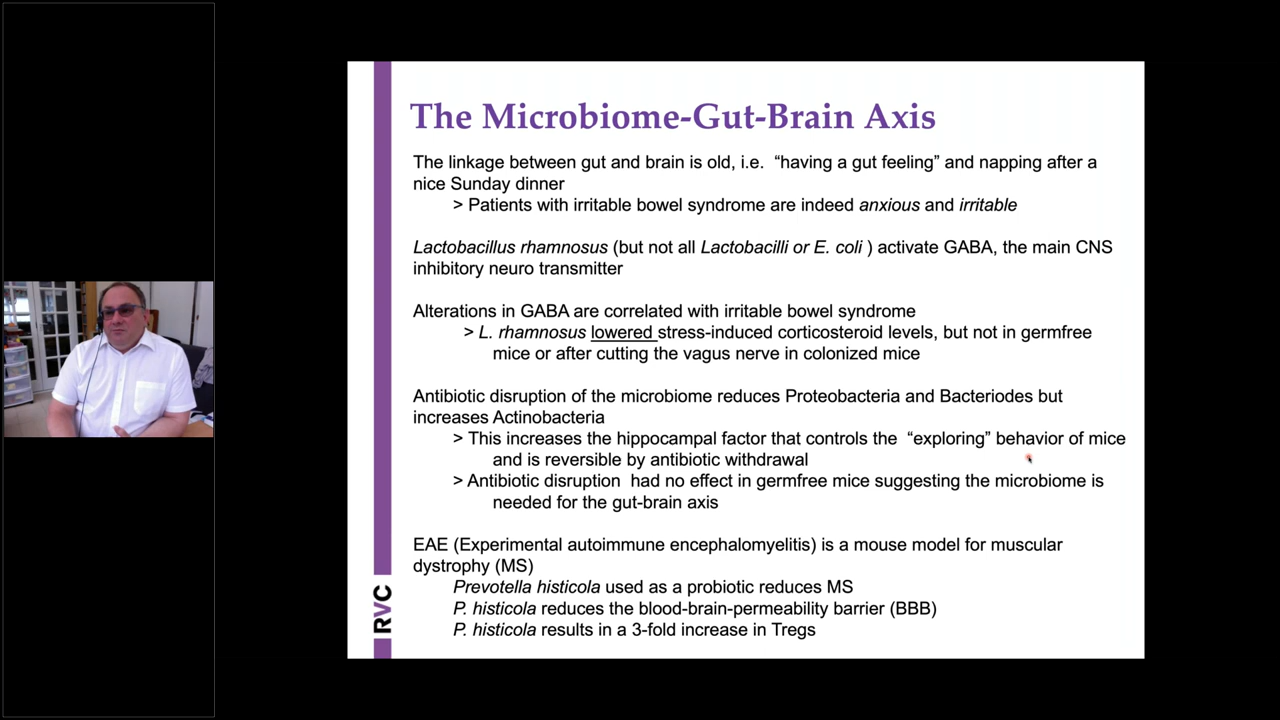 The Microbiome-Gut-Brain Axis
The linkage between gut and brain is old, i.e. “having a gut feeling” and napping after a
nice Sunday dinner
> Patients with irritable bowel syndrome are indeed anxious and irritable
Lactobacillus rhamnosus (but not all Lactobacilli or E. coli ) activate GABA, the main CNS
inhibitory neuro transmitter
Alterations in GABA are correlated with irritable bowel syndrome
> L. rhamnosus lowered stress-induced corticosteroid levels, but not in germfree
mice or after cutting the vagus nerve in colonized mice
Antibiotic disruption of the microbiome reduces Proteobacteria and Bacteriodes but
increases Actinobacteria
> This increases the hippocampal factor that controls the “exploring” behavior of mice
and is reversible by antibiotic withdrawal
> Antibiotic disruption had no effect in germfree mice suggesting the microbiome is
needed for the gut-brain axis
EAE (Experimental autoimmune encephalomyelitis) is a mouse model for muscular
dystrophy (MS)
Prevotella histicola used as a probiotic reduces MS
P. histicola reduces the blood-brain-permeability barrier (BBB)
P. histicola results in a 3-fold increase in Tregs
RVC